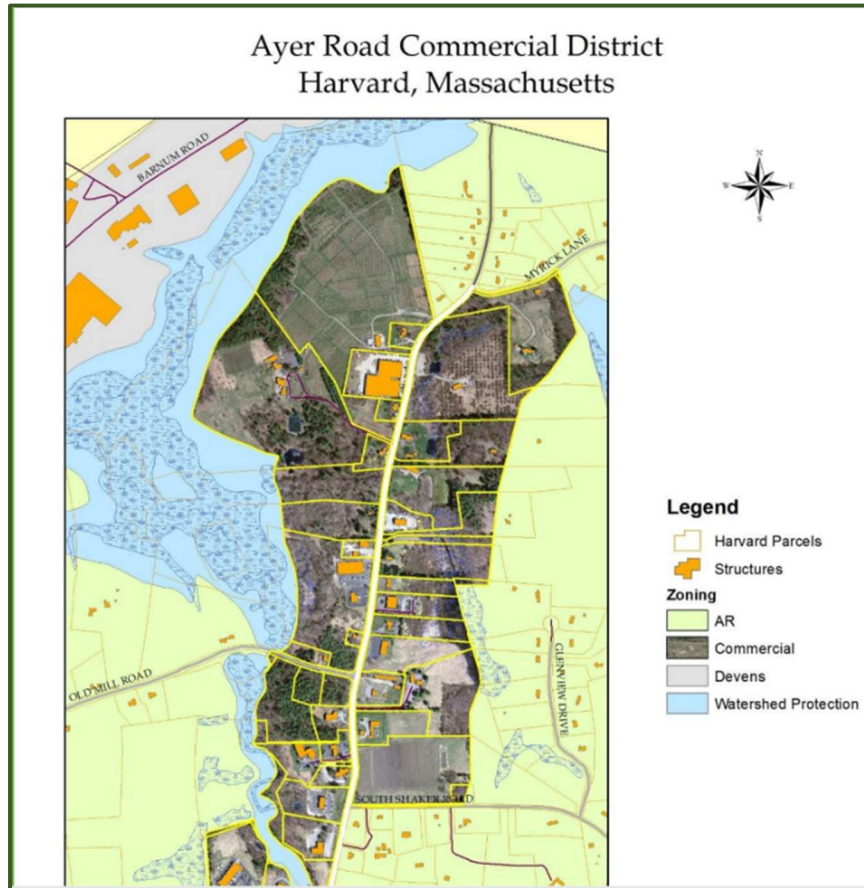 Ayer Road Commercial District
Harvard, Massachusetts
BARNUM ROAD
N
W E
S
MYRICK LANE
Legend
Harvard Parcels
Structures
Zoning
AR
Commercial
Devens
Watershed Protection
GLENVIEW DRIVE
OLD MILL ROAD
SOUTH SHAKER ROAD